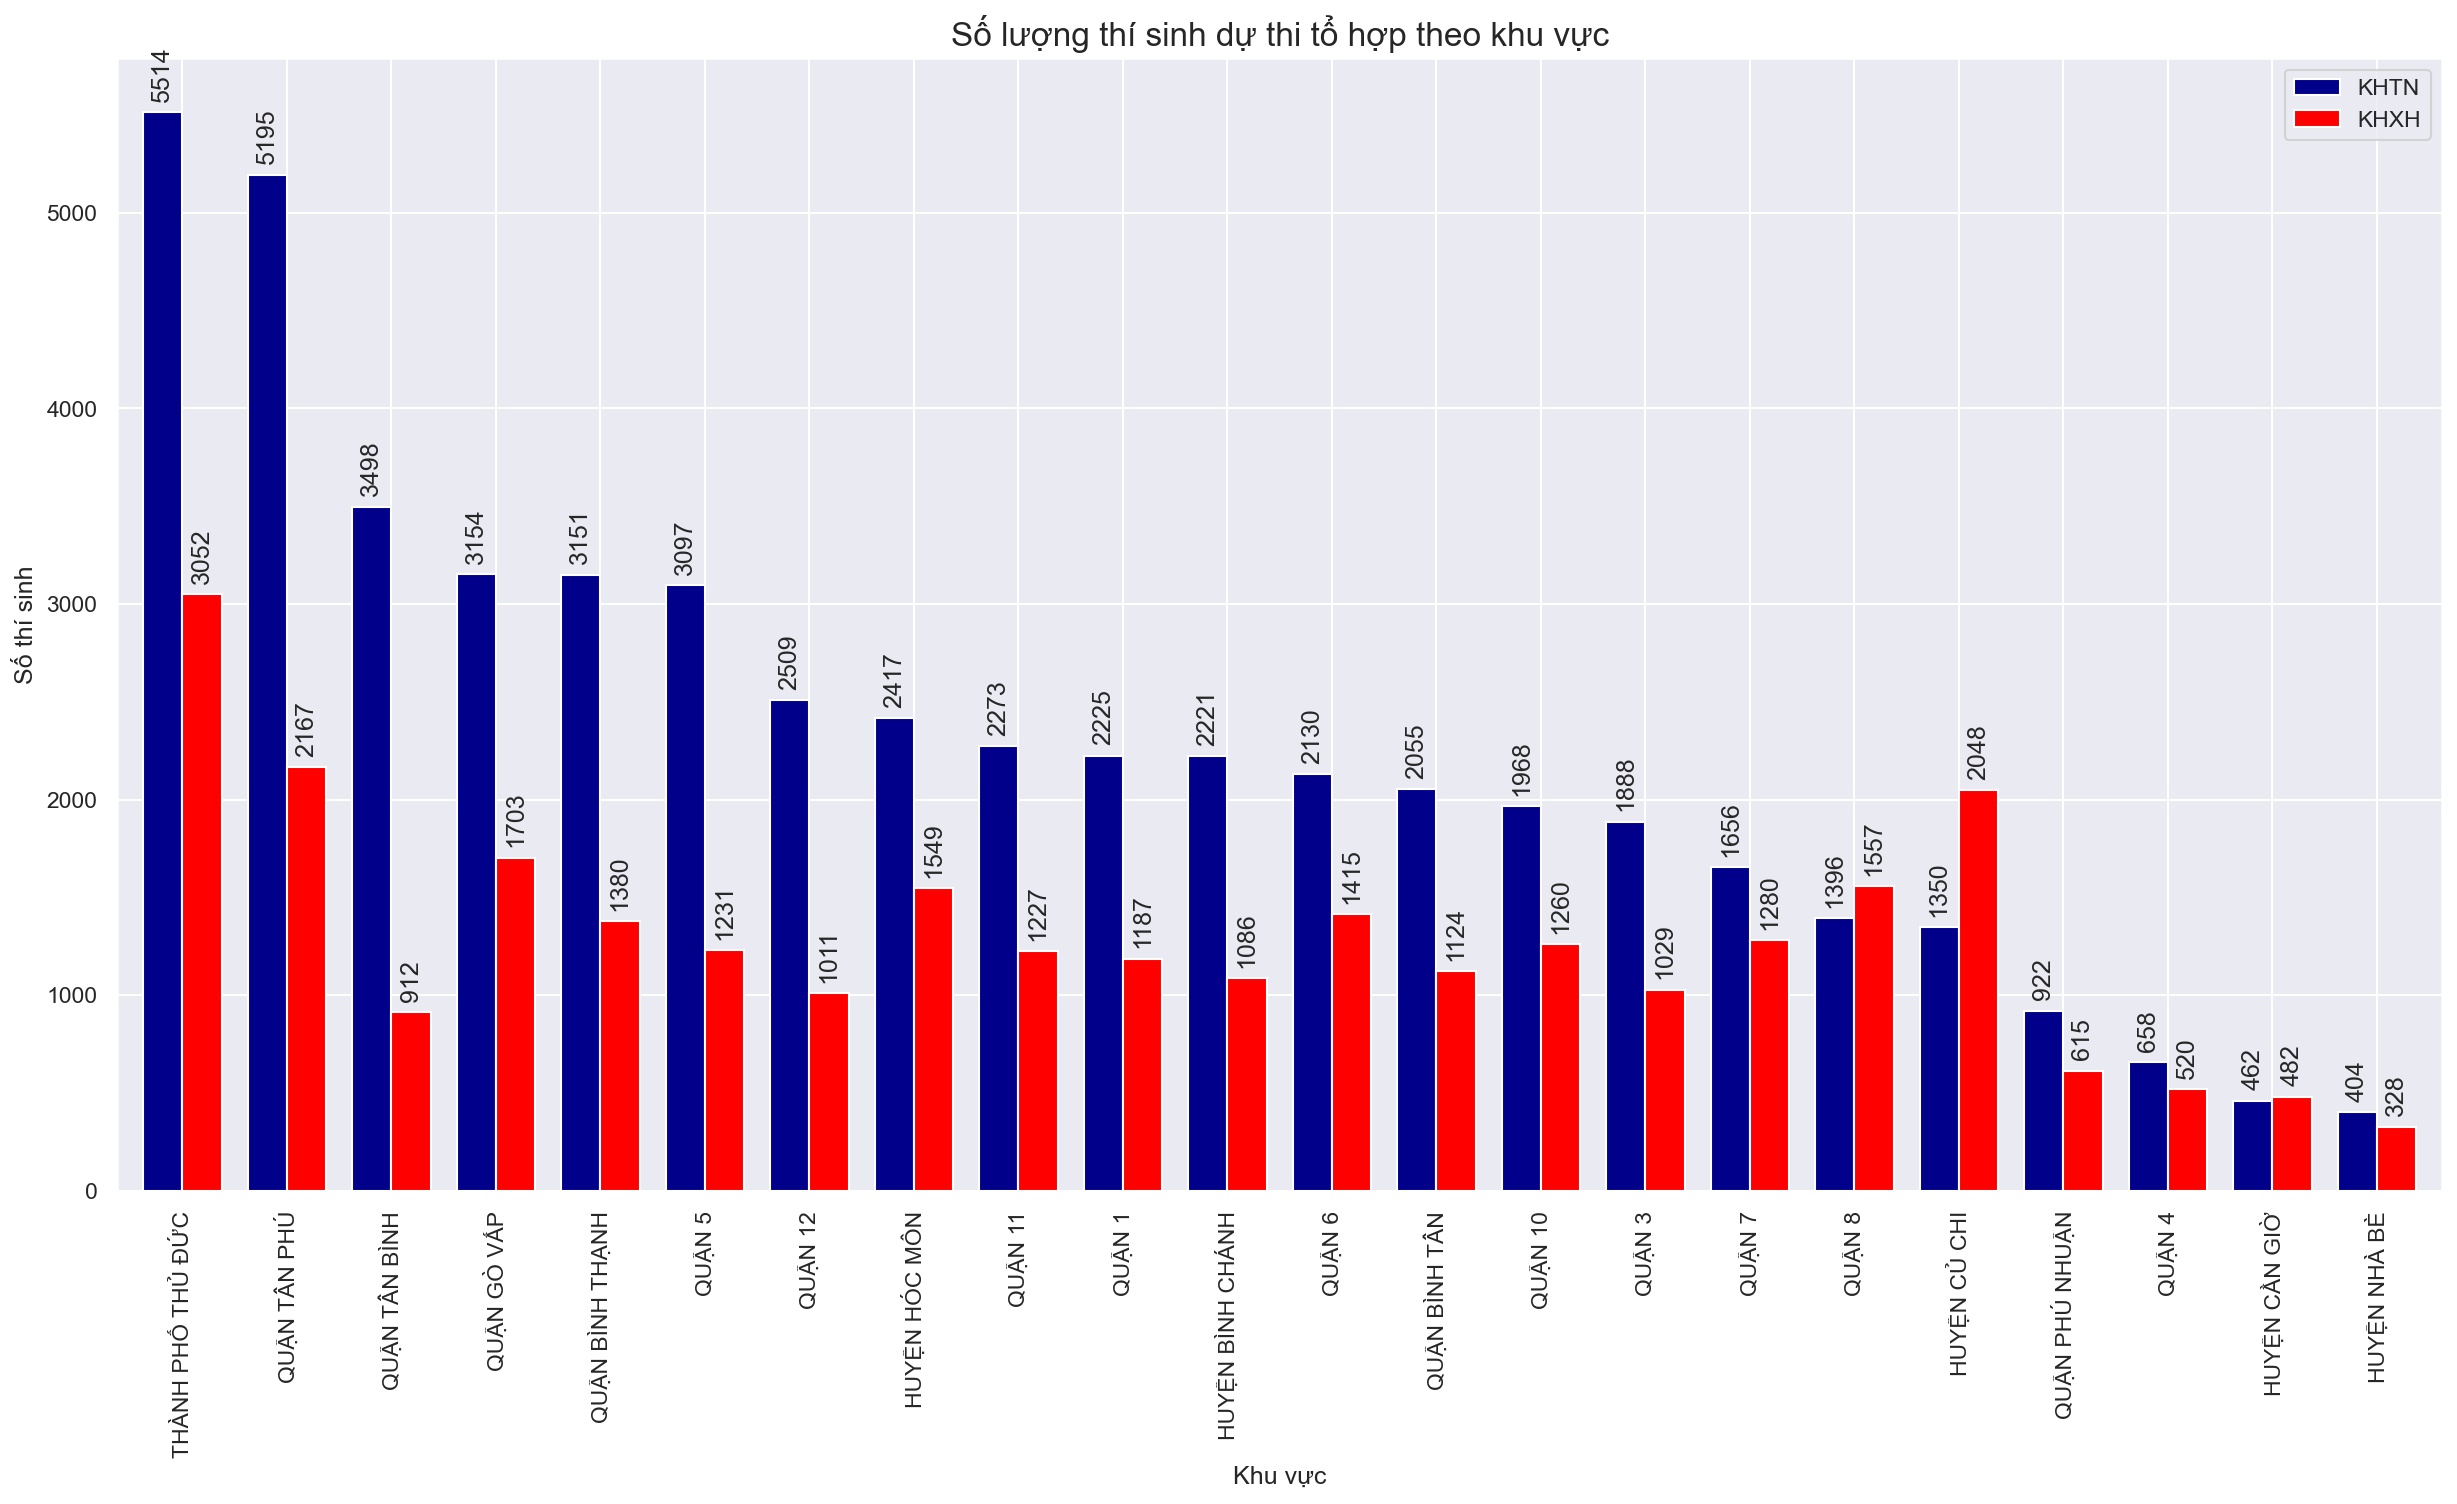 Số lượng thí sinh dự thi tổ hợp theo khu vực
KHTN
KHXH
Số thí sinh
5000
4000
3000
2000
1000
0
5514
3052
5195
2167
3498
912
3154
1703
3151
1380
3097
1231
2509
1011
2417
1549
2273
1227
2225
1187
2221
1086
2130
1415
2055
1124
1968
1260
1888
1029
1656
1280
1396
1557
1350
2048
922
615
658
520
462
482
404
328
THÀNH PHỐ THỦ ĐỨC
QUẬN TÂN PHÚ
QUẬN TÂN BÌNH
QUẬN GÒ VẤP
QUẬN BÌNH THẠNH
QUẬN 5
QUẬN 12
HUYỆN HÓC MÔN
QUẬN 11
QUẬN 1
HUYỆN BÌNH CHÁNH
QUẬN 6
QUẬN BÌNH TÂN
QUẬN 10
QUẬN 3
QUẬN 7
QUẬN 8
HUYỆN CỦ CHI
QUẬN PHÚ NHUẬN
QUẬN 4
HUYỆN CẦN GIỜ
HUYỆN NHÀ BÈ
Khu vực